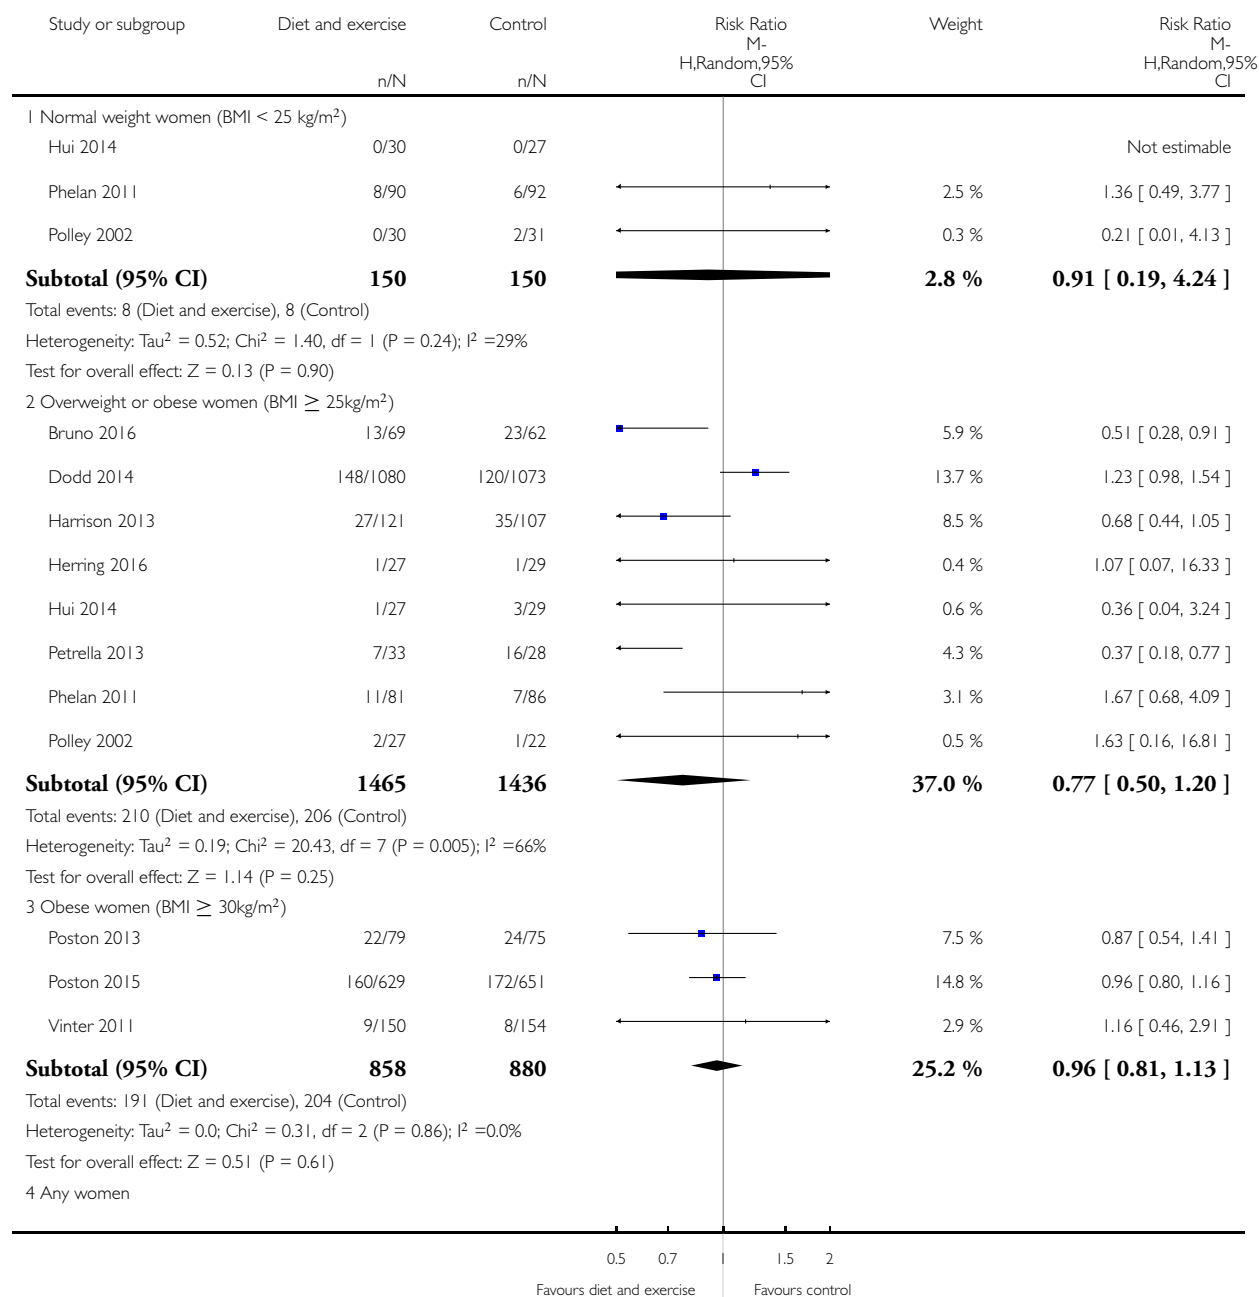 Study or subgroup Diet and exercise Control Risk Ratio Weight Risk Ratio
M- M-
H,Random,95% H,Random,95%
n/N n/N CI CI
1 Normal weight women (BMI < 25 kg/m²)
Hui 2014 0/30 0/27 Not estimable
Phelan 2011 8/90 6/92 2.5 % 1.36 [ 0.49, 3.77 ]
Polley 2002 0/30 2/31 0.3 % 0.21 [ 0.01, 4.13 ]
Subtotal (95% CI) 150 150 2.8 % 0.91 [ 0.19, 4.24 ]
Total events: 8 (Diet and exercise), 8 (Control)
Heterogeneity: Tau² = 0.52; Chi² = 1.40, df = 1 (P = 0.24); I² =29%
Test for overall effect: Z = 0.13 (P = 0.90)
2 Overweight or obese women (BMI ≥ 25kg/m²)
Bruno 2016 13/69 23/62 5.9 % 0.51 [ 0.28, 0.91 ]
Dodd 2014 148/1080 120/1073 13.7 % 1.23 [ 0.98, 1.54 ]
Harrison 2013 27/121 35/107 8.5 % 0.68 [ 0.44, 1.05 ]
Herring 2016 1/27 1/29 0.4 % 1.07 [ 0.07, 16.33 ]
Hui 2014 1/27 3/29 0.6 % 0.36 [ 0.04, 3.24 ]
Petrella 2013 7/33 16/28 4.3 % 0.37 [ 0.18, 0.77 ]
Phelan 2011 11/81 7/86 3.1 % 1.67 [ 0.68, 4.09 ]
Polley 2002 2/27 1/22 0.5 % 1.63 [ 0.16, 16.81 ]
Subtotal (95% CI) 1465 1436 37.0 % 0.77 [ 0.50, 1.20 ]
Total events: 210 (Diet and exercise), 206 (Control)
Heterogeneity: Tau² = 0.19; Chi² = 20.43, df = 7 (P = 0.005); I² =66%
Test for overall effect: Z = 1.14 (P = 0.25)
3 Obese women (BMI ≥ 30kg/m²)
Poston 2013 22/79 24/75 7.5 % 0.87 [ 0.54, 1.41 ]
Poston 2015 160/629 172/651 14.8 % 0.96 [ 0.80, 1.16 ]
Vinter 2011 9/150 8/154 2.9 % 1.16 [ 0.46, 2.91 ]
Subtotal (95% CI) 858 880 25.2 % 0.96 [ 0.81, 1.13 ]
Total events: 191 (Diet and exercise), 204 (Control)
Heterogeneity: Tau² = 0.0; Chi² = 0.31, df = 2 (P = 0.86); I² =0.0%
Test for overall effect: Z = 0.51 (P = 0.61)
4 Any women
0.5 0.7 1 1.5 2
Favours diet and exercise Favours control